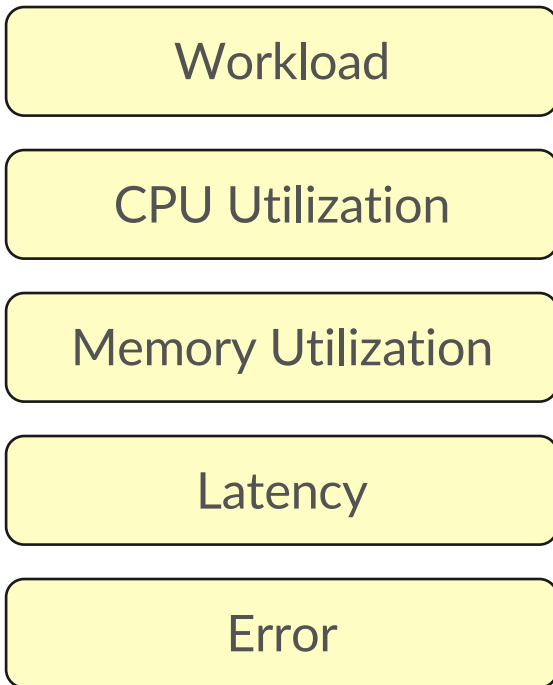 Workload
CPU Utilization
Memory Utilization
Latency
Error